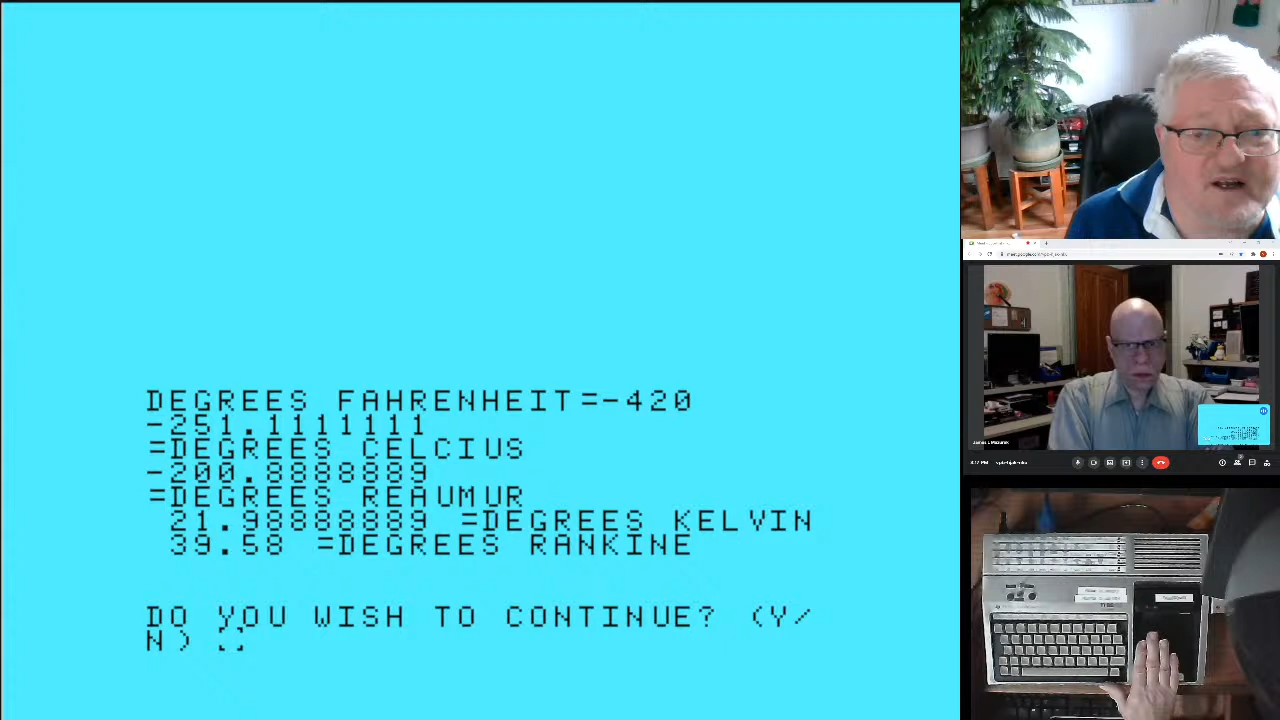 DEGREES FAHRENHEIT=-420
-251.1111111
=DEGREES CELCIUS
-200.8888889
=DEGREES REAUMUR
21.98888889 =DEGREES KELVIN
39.58 =DEGREES RANKINE
DO YOU WISH TO CONTINUE? (Y/
N)